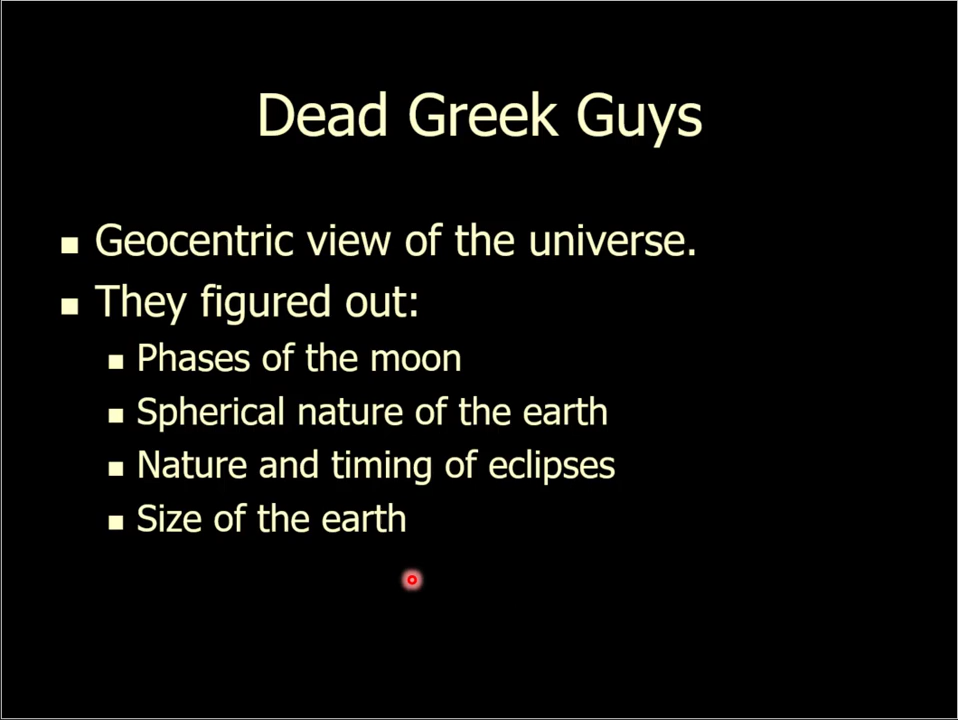 Dead Greek Guys
Geocentric view of the universe.
They figured out:
Phases of the moon
Spherical nature of the earth
Nature and timing of eclipses
Size of the earth